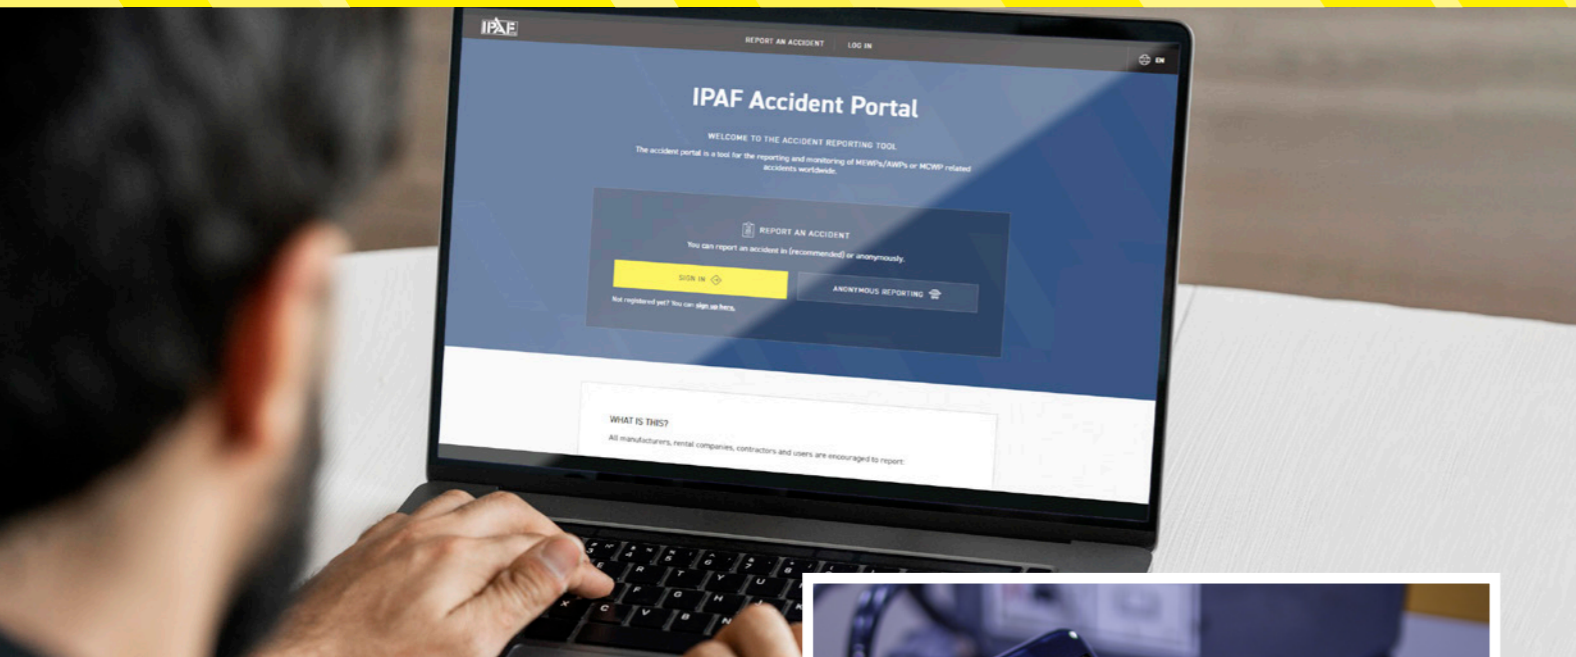 IPAF
REPORT AN ACCIDENT
LOG IN
EN
IPAF Accident Portal
WELCOME TO THE ACCIDENT REPORTING TOOL
The accident portal is a tool for the reporting and monitoring of MEWPs/AWPs or MCWP related
accidents worldwide.
REPORT AN ACCIDENT
You can report an accident in (recommended) or anonymously.
SIGN IN
ANONYMOUS REPORTING
Not registered yet? You can sign up here.
WHAT IS THIS?
All manufacturers, rental companies, contractors and users are encouraged to report:
E R T Y U
F G H
X C V B N